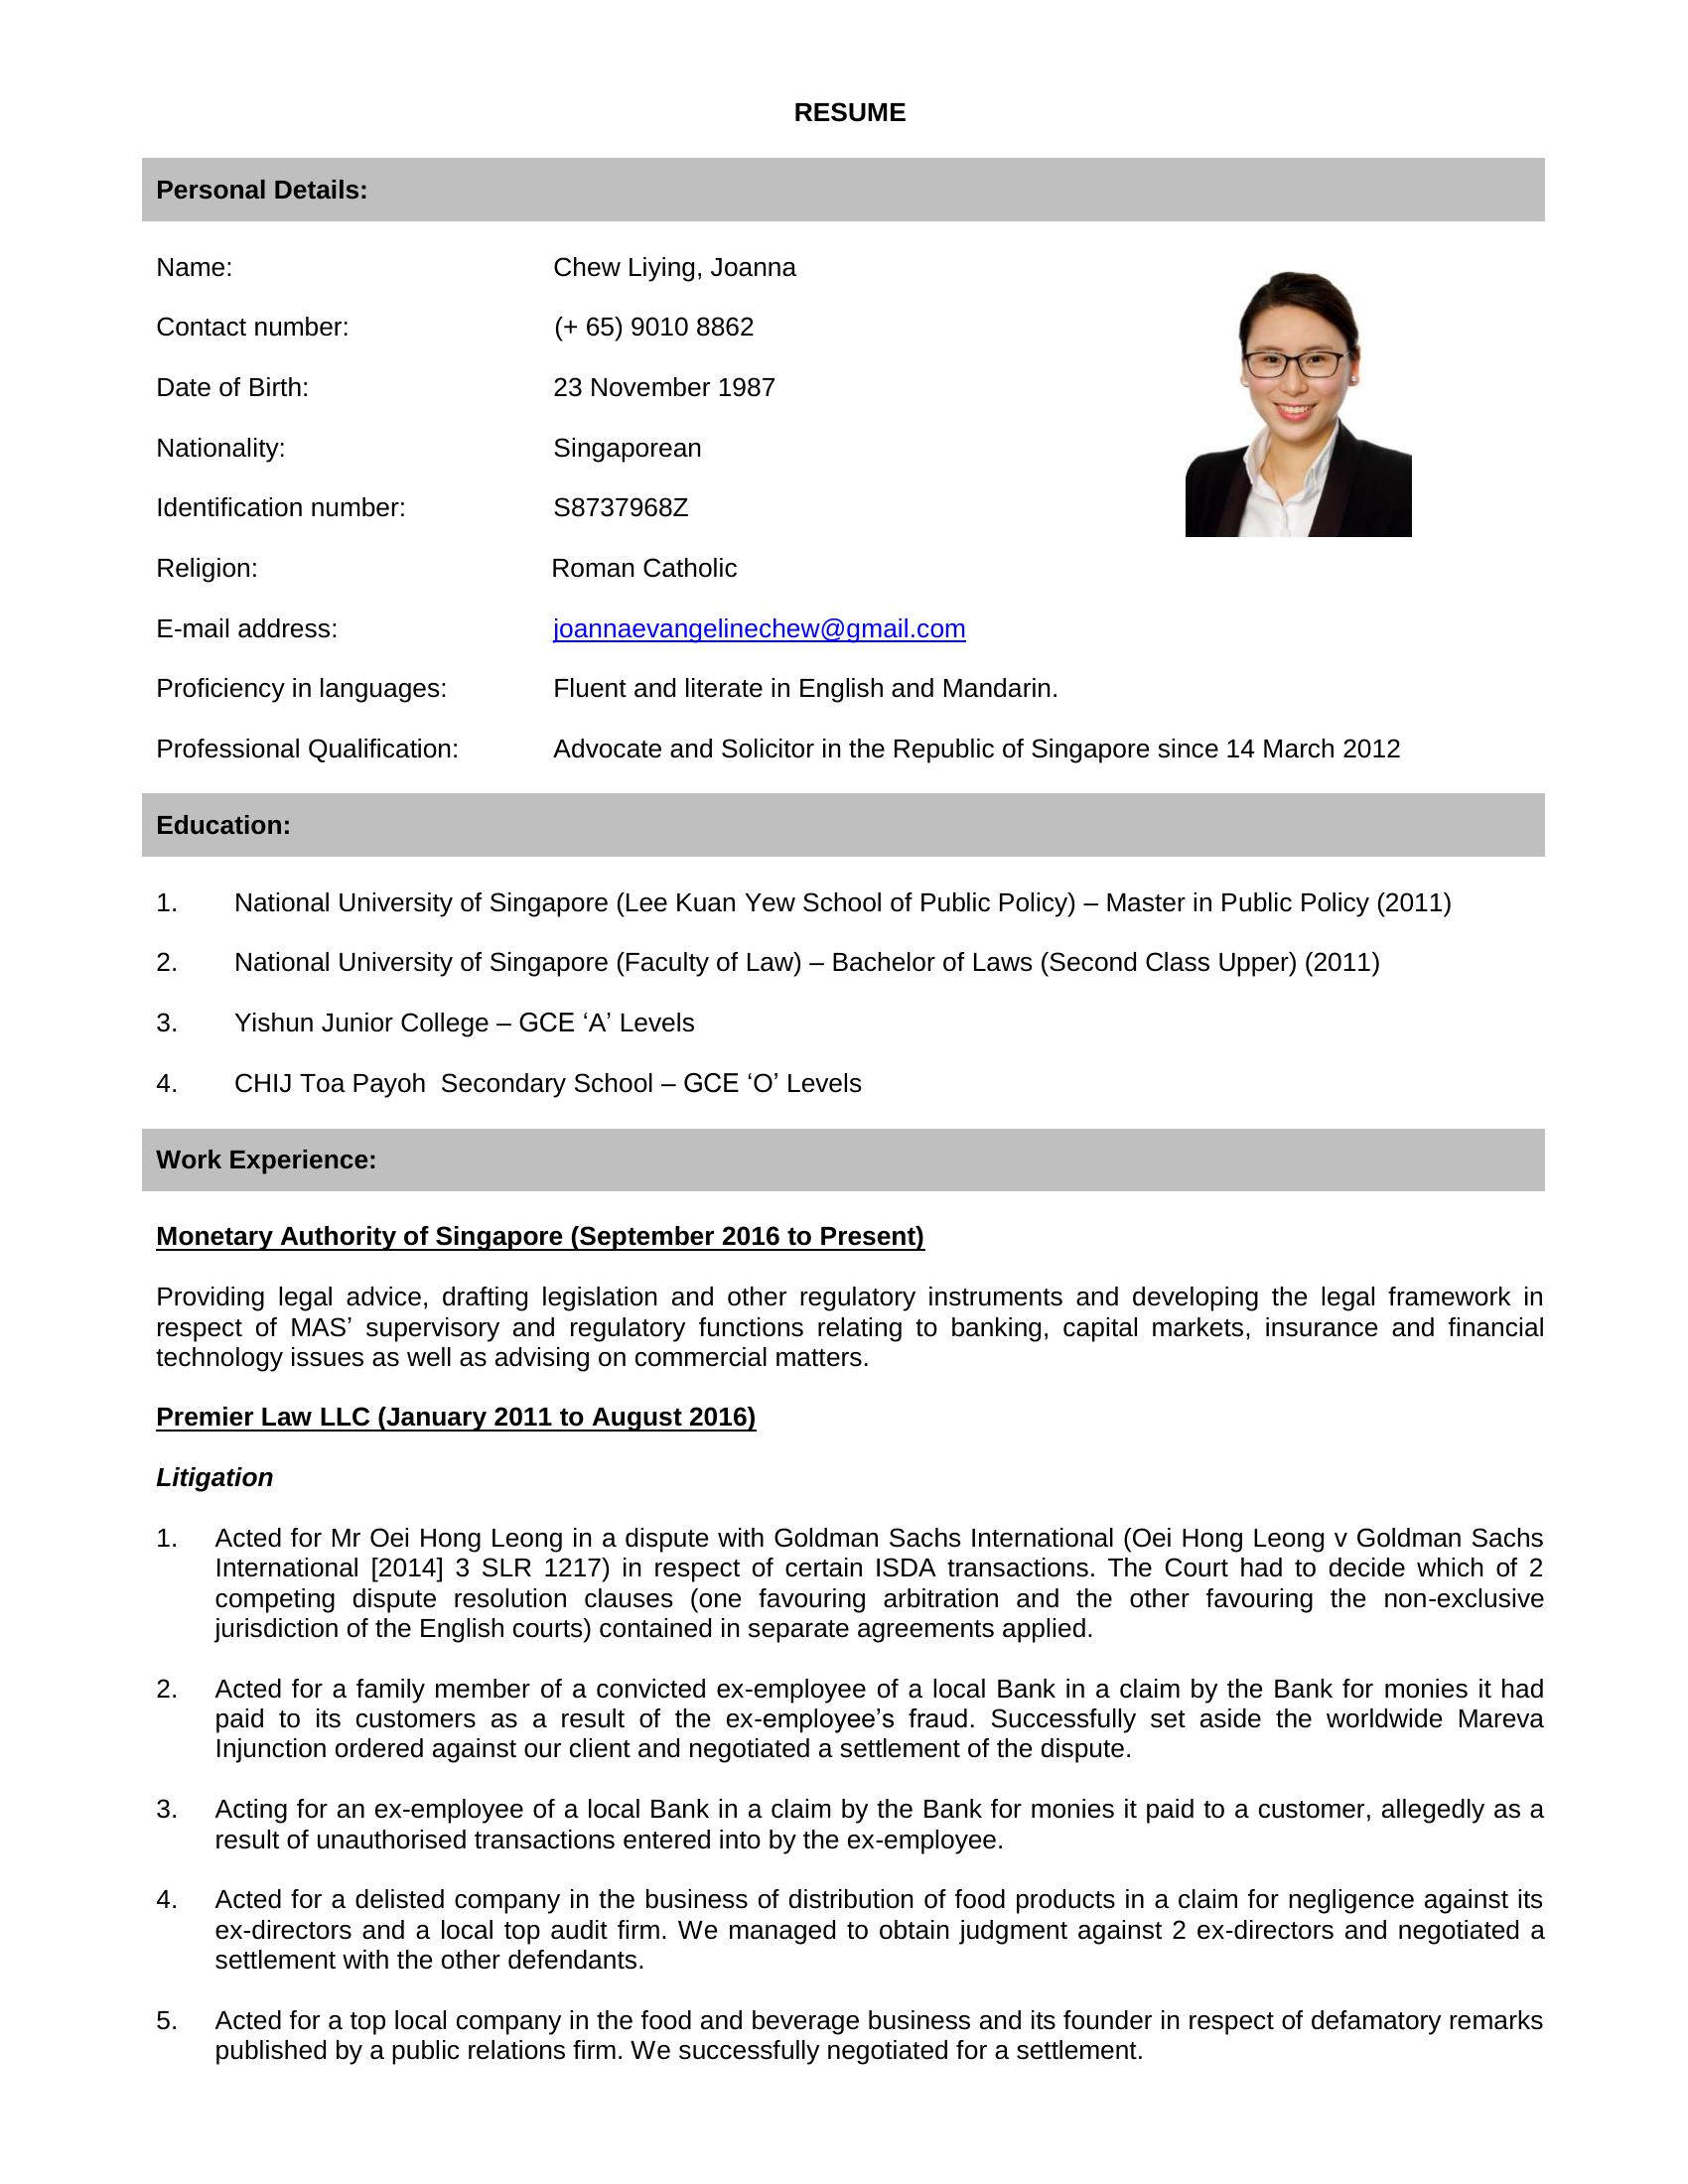 RESUME
Personal Details:
Name: Chew Liying, Joanna
Contact number: (+ 65) 9010 8862
Date of Birth: 23 November 1987
Nationality: Singaporean
Identification number: S8737968Z
Religion: Roman Catholic
E-mail address: joannaevangelinechew@gmail.com
Proficiency in languages: Fluent and literate in English and Mandarin.
Professional Qualification: Advocate and Solicitor in the Republic of Singapore since 14 March 2012
Education:
1. National University of Singapore (Lee Kuan Yew School of Public Policy) – Master in Public Policy (2011)
2. National University of Singapore (Faculty of Law) – Bachelor of Laws (Second Class Upper) (2011)
3. Yishun Junior College – GCE ‘A’ Levels
4. CHIJ Toa Payoh  Secondary School – GCE ‘O’ Levels
Work Experience:
Monetary Authority of Singapore (September 2016 to Present)
Providing legal advice, drafting legislation and other regulatory instruments and developing the legal framework in
respect of MAS’ supervisory and regulatory functions relating to banking, capital markets, insurance and financial
technology issues as well as advising on commercial matters.
Premier Law LLC (January 2011 to August 2016)
Litigation
1. Acted for Mr Oei Hong Leong in a dispute with Goldman Sachs International (Oei Hong Leong v Goldman Sachs
International [2014] 3 SLR 1217) in respect of certain ISDA transactions. The Court had to decide which of 2
competing dispute resolution clauses (one favouring arbitration and the other favouring the non-exclusive
jurisdiction of the English courts) contained in separate agreements applied.
2. Acted for a family member of a convicted ex-employee of a local Bank in a claim by the Bank for monies it had
paid to its customers as a result of the ex-employee’s fraud. Successfully set aside the worldwide Mareva
Injunction ordered against our client and negotiated a settlement of the dispute.
3. Acting for an ex-employee of a local Bank in a claim by the Bank for monies it paid to a customer, allegedly as a
result of unauthorised transactions entered into by the ex-employee.
4. Acted for a delisted company in the business of distribution of food products in a claim for negligence against its
ex-directors and a local top audit firm. We managed to obtain judgment against 2 ex-directors and negotiated a
settlement with the other defendants.
5. Acted for a top local company in the food and beverage business and its founder in respect of defamatory remarks
published by a public relations firm. We successfully negotiated for a settlement.